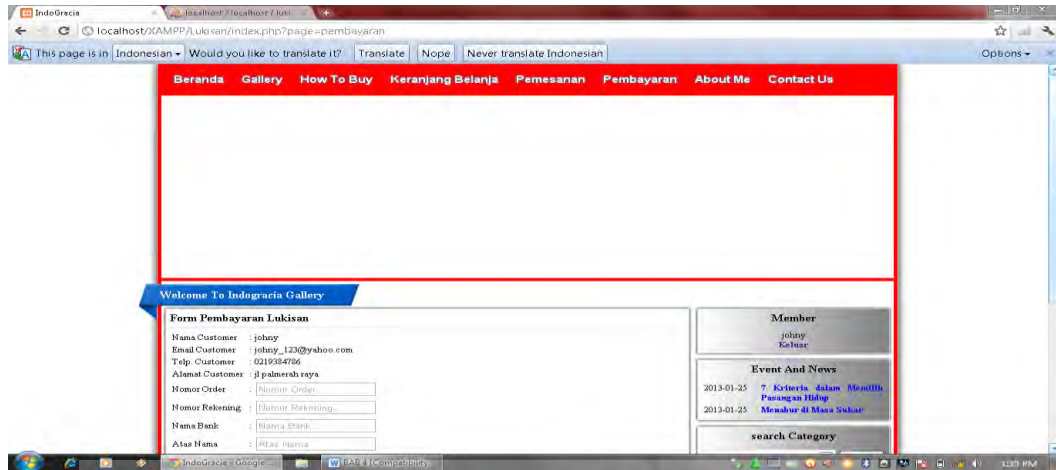 IndoGracia
localhost / localhost / luki
localhost/XAMPP/Lukisan/index.php?page=pembayaran
This page is in Indonesian Would you like to translate it? Translate Nope Never translate Indonesian Options
Beranda Gallery How To Buy Keranjang Belanja Pemesanan Pembayaran About Me Contact Us
Welcome To Indogracia Gallery
Form Pembayaran Lukisan
Nama Customer : johny
Email Customer : johny_123@yahoo.com
Telp. Customer : 0219384786
Alamat Customer : jl palmerah raya
Nomor Order : Nomor Order...
Nomor Rekening : Nomor Rekening...
Nama Bank : Nama Bank...
Atas Nama : Atas Nama
Member
johny
Keluar
Event And News
2013-01-25 7 Kriteria dalam Memilih
Pasangan Hidup
2013-01-25 Menabur di Masa Sukar
search Category
IndoGracia - Google ...
BAB 4 [Compatibility...
1:35 PM